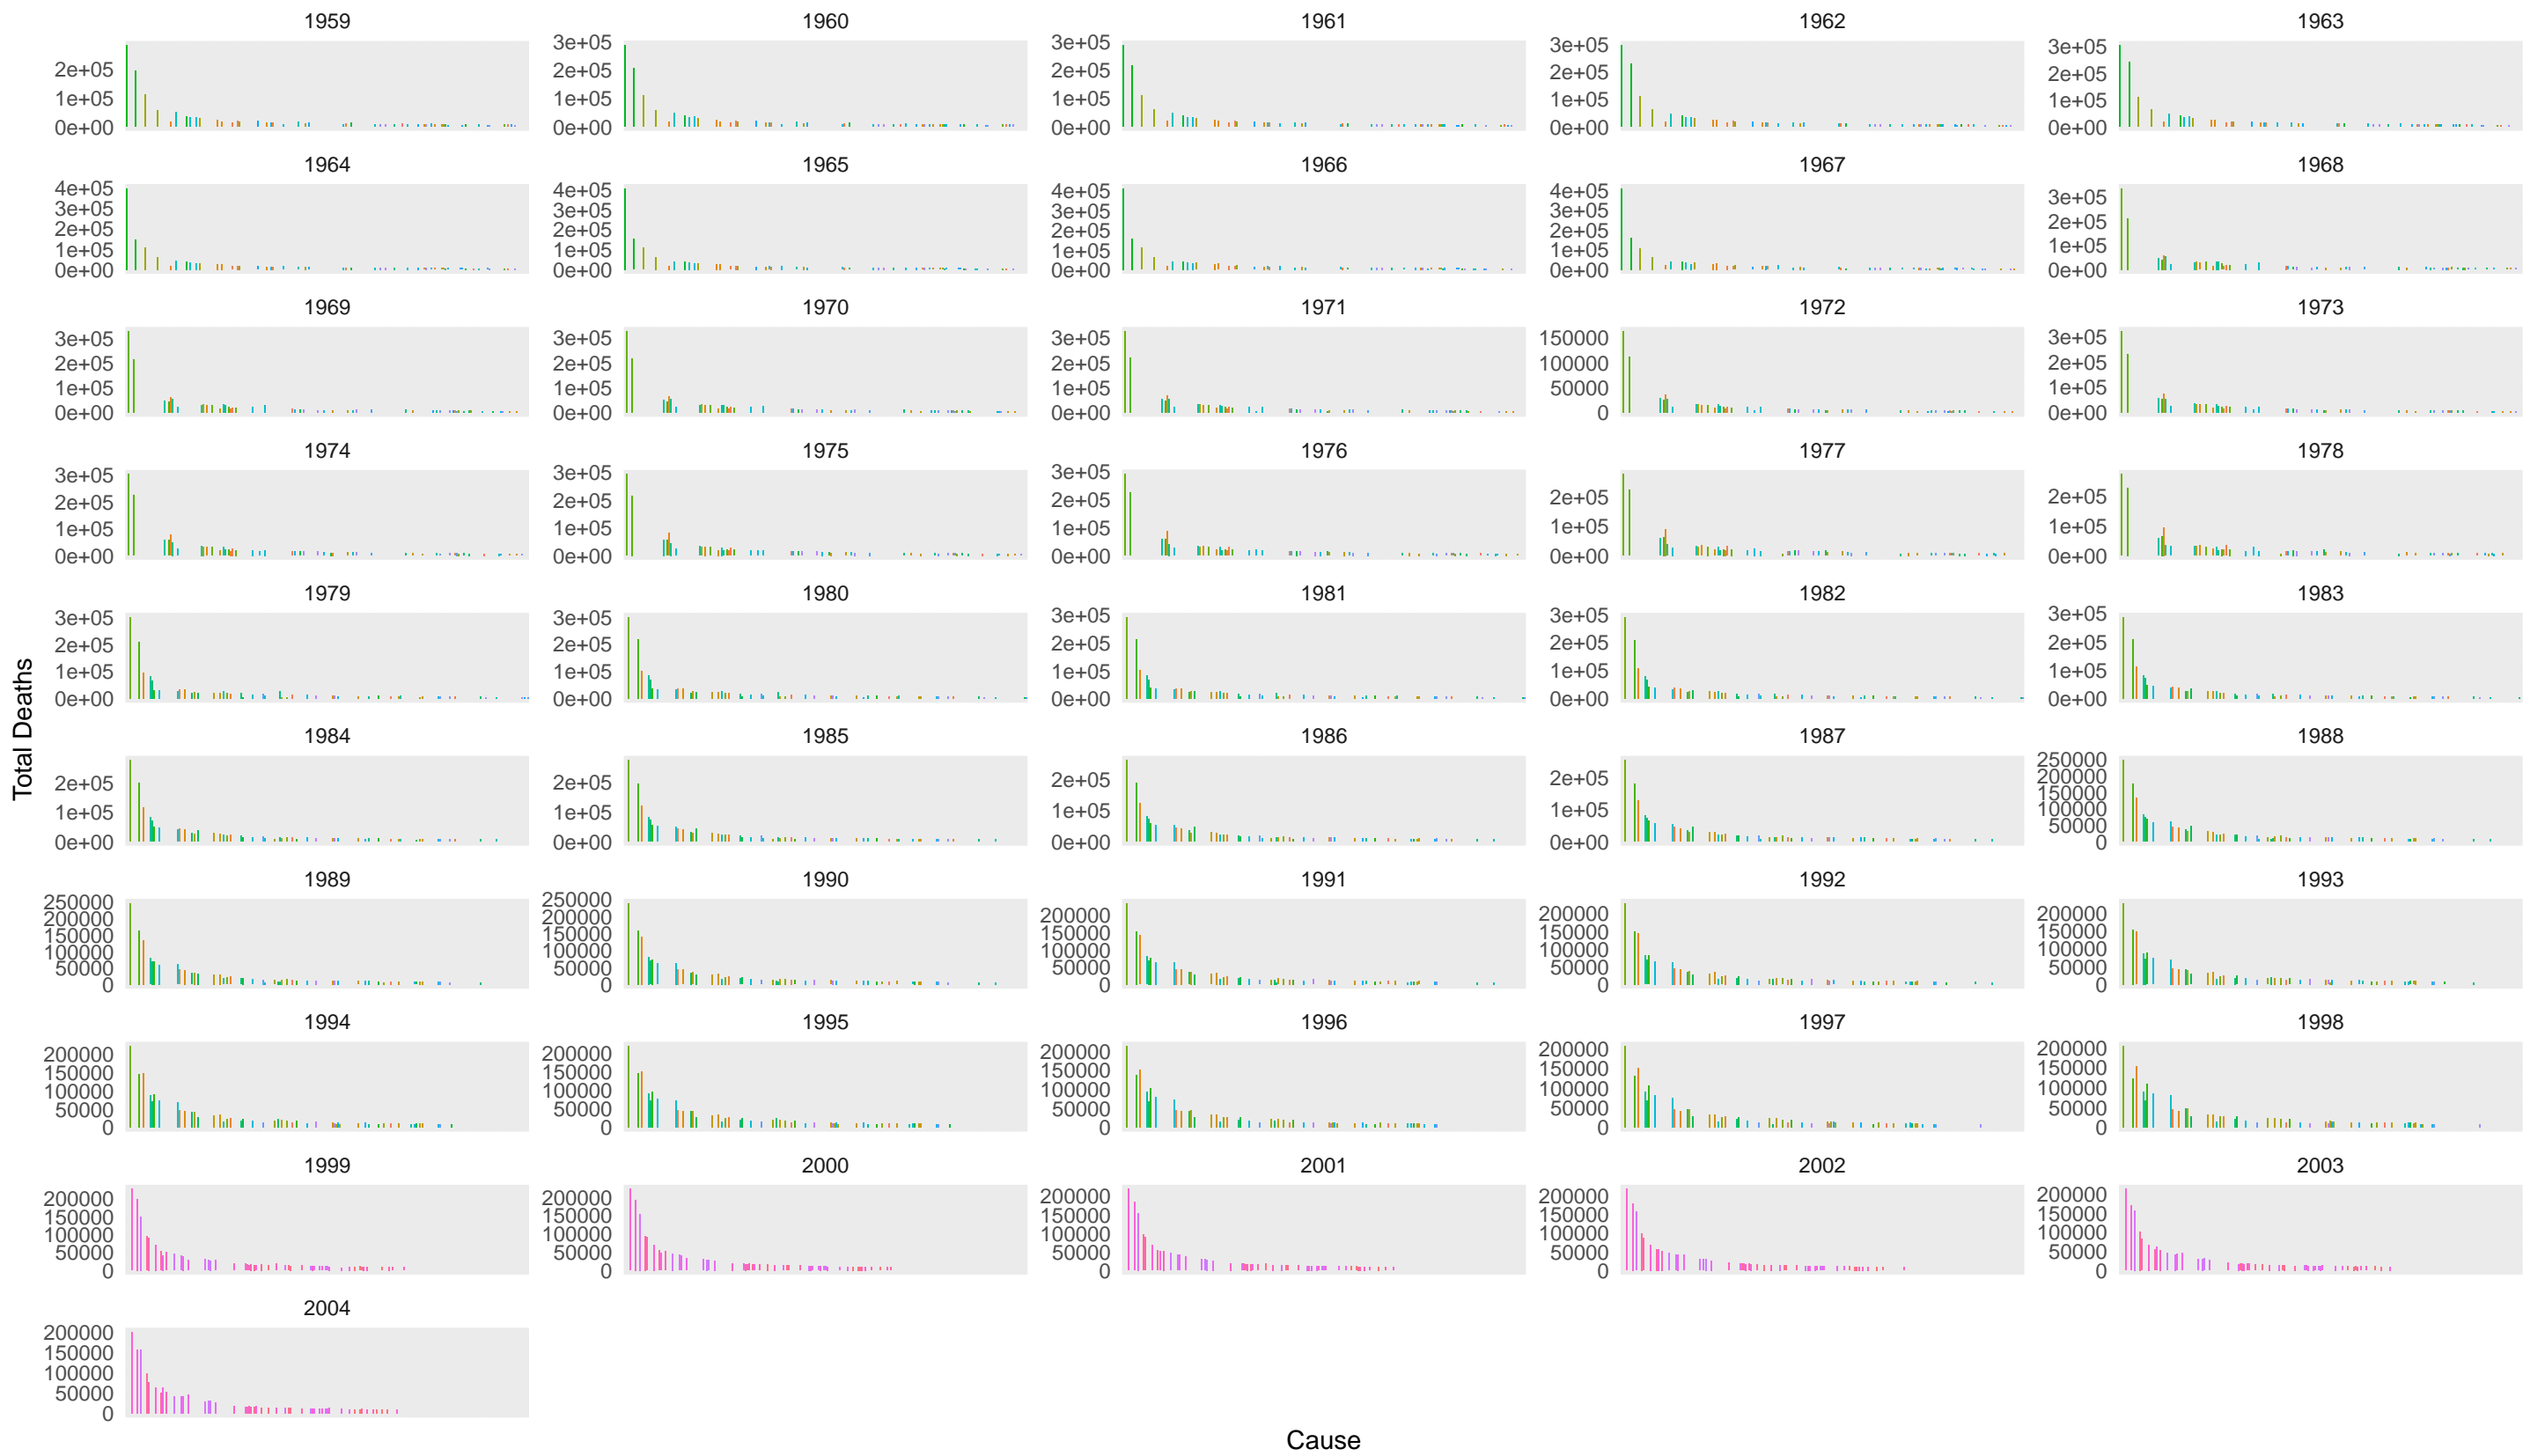 1959 1960 1961 1962 1963
2e+05 3e+05 3e+05 3e+05 3e+05
1e+05 2e+05 2e+05 2e+05 2e+05
0e+00 1e+05 1e+05 1e+05 1e+05
0e+00 0e+00 0e+00 0e+00
1964 1965 1966 1967 1968
4e+05 4e+05 4e+05 4e+05 3e+05
3e+05 3e+05 3e+05 3e+05 2e+05
2e+05 2e+05 2e+05 2e+05 1e+05
1e+05 1e+05 1e+05 1e+05 0e+00
0e+00 0e+00 0e+00 0e+00
1969 1970 1971 1972 1973
3e+05 3e+05 3e+05 150000 3e+05
2e+05 2e+05 2e+05 100000 2e+05
1e+05 1e+05 1e+05 50000 1e+05
0e+00 0e+00 0e+00 0 0e+00
1974 1975 1976 1977 1978
3e+05 3e+05 3e+05 2e+05 2e+05
2e+05 2e+05 2e+05 1e+05 1e+05
1e+05 1e+05 1e+05 0e+00 0e+00
0e+00 0e+00 0e+00
1979 1980 1981 1982 1983
3e+05 3e+05 3e+05 3e+05 3e+05
2e+05 2e+05 2e+05 2e+05 2e+05
1e+05 1e+05 1e+05 1e+05 1e+05
0e+00 0e+00 0e+00 0e+00 0e+00
Total Deaths
1984 1985 1986 1987 1988
2e+05 2e+05 2e+05 2e+05 250000
1e+05 1e+05 1e+05 1e+05 200000
0e+00 0e+00 0e+00 0e+00 150000
100000
50000
0
1989 1990 1991 1992 1993
250000 250000 200000 200000 200000
200000 200000 150000 150000 150000
150000 150000 100000 100000 100000
100000 100000 50000 50000 50000
50000 50000 0 0 0
0 0
1994 1995 1996 1997 1998
200000 200000 200000 200000 200000
150000 150000 150000 150000 150000
100000 100000 100000 100000 100000
50000 50000 50000 50000 50000
0 0 0 0 0
1999 2000 2001 2002 2003
200000 200000 200000 200000 200000
150000 150000 150000 150000 150000
100000 100000 100000 100000 100000
50000 50000 50000 50000 50000
0 0 0 0 0
2004
200000
150000
100000
50000
0
Cause